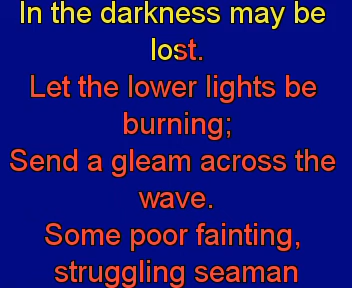 In the darkness may be
lost.
Let the lower lights be
burning;
Send a gleam across the
wave.
Some poor fainting,
struggling seaman